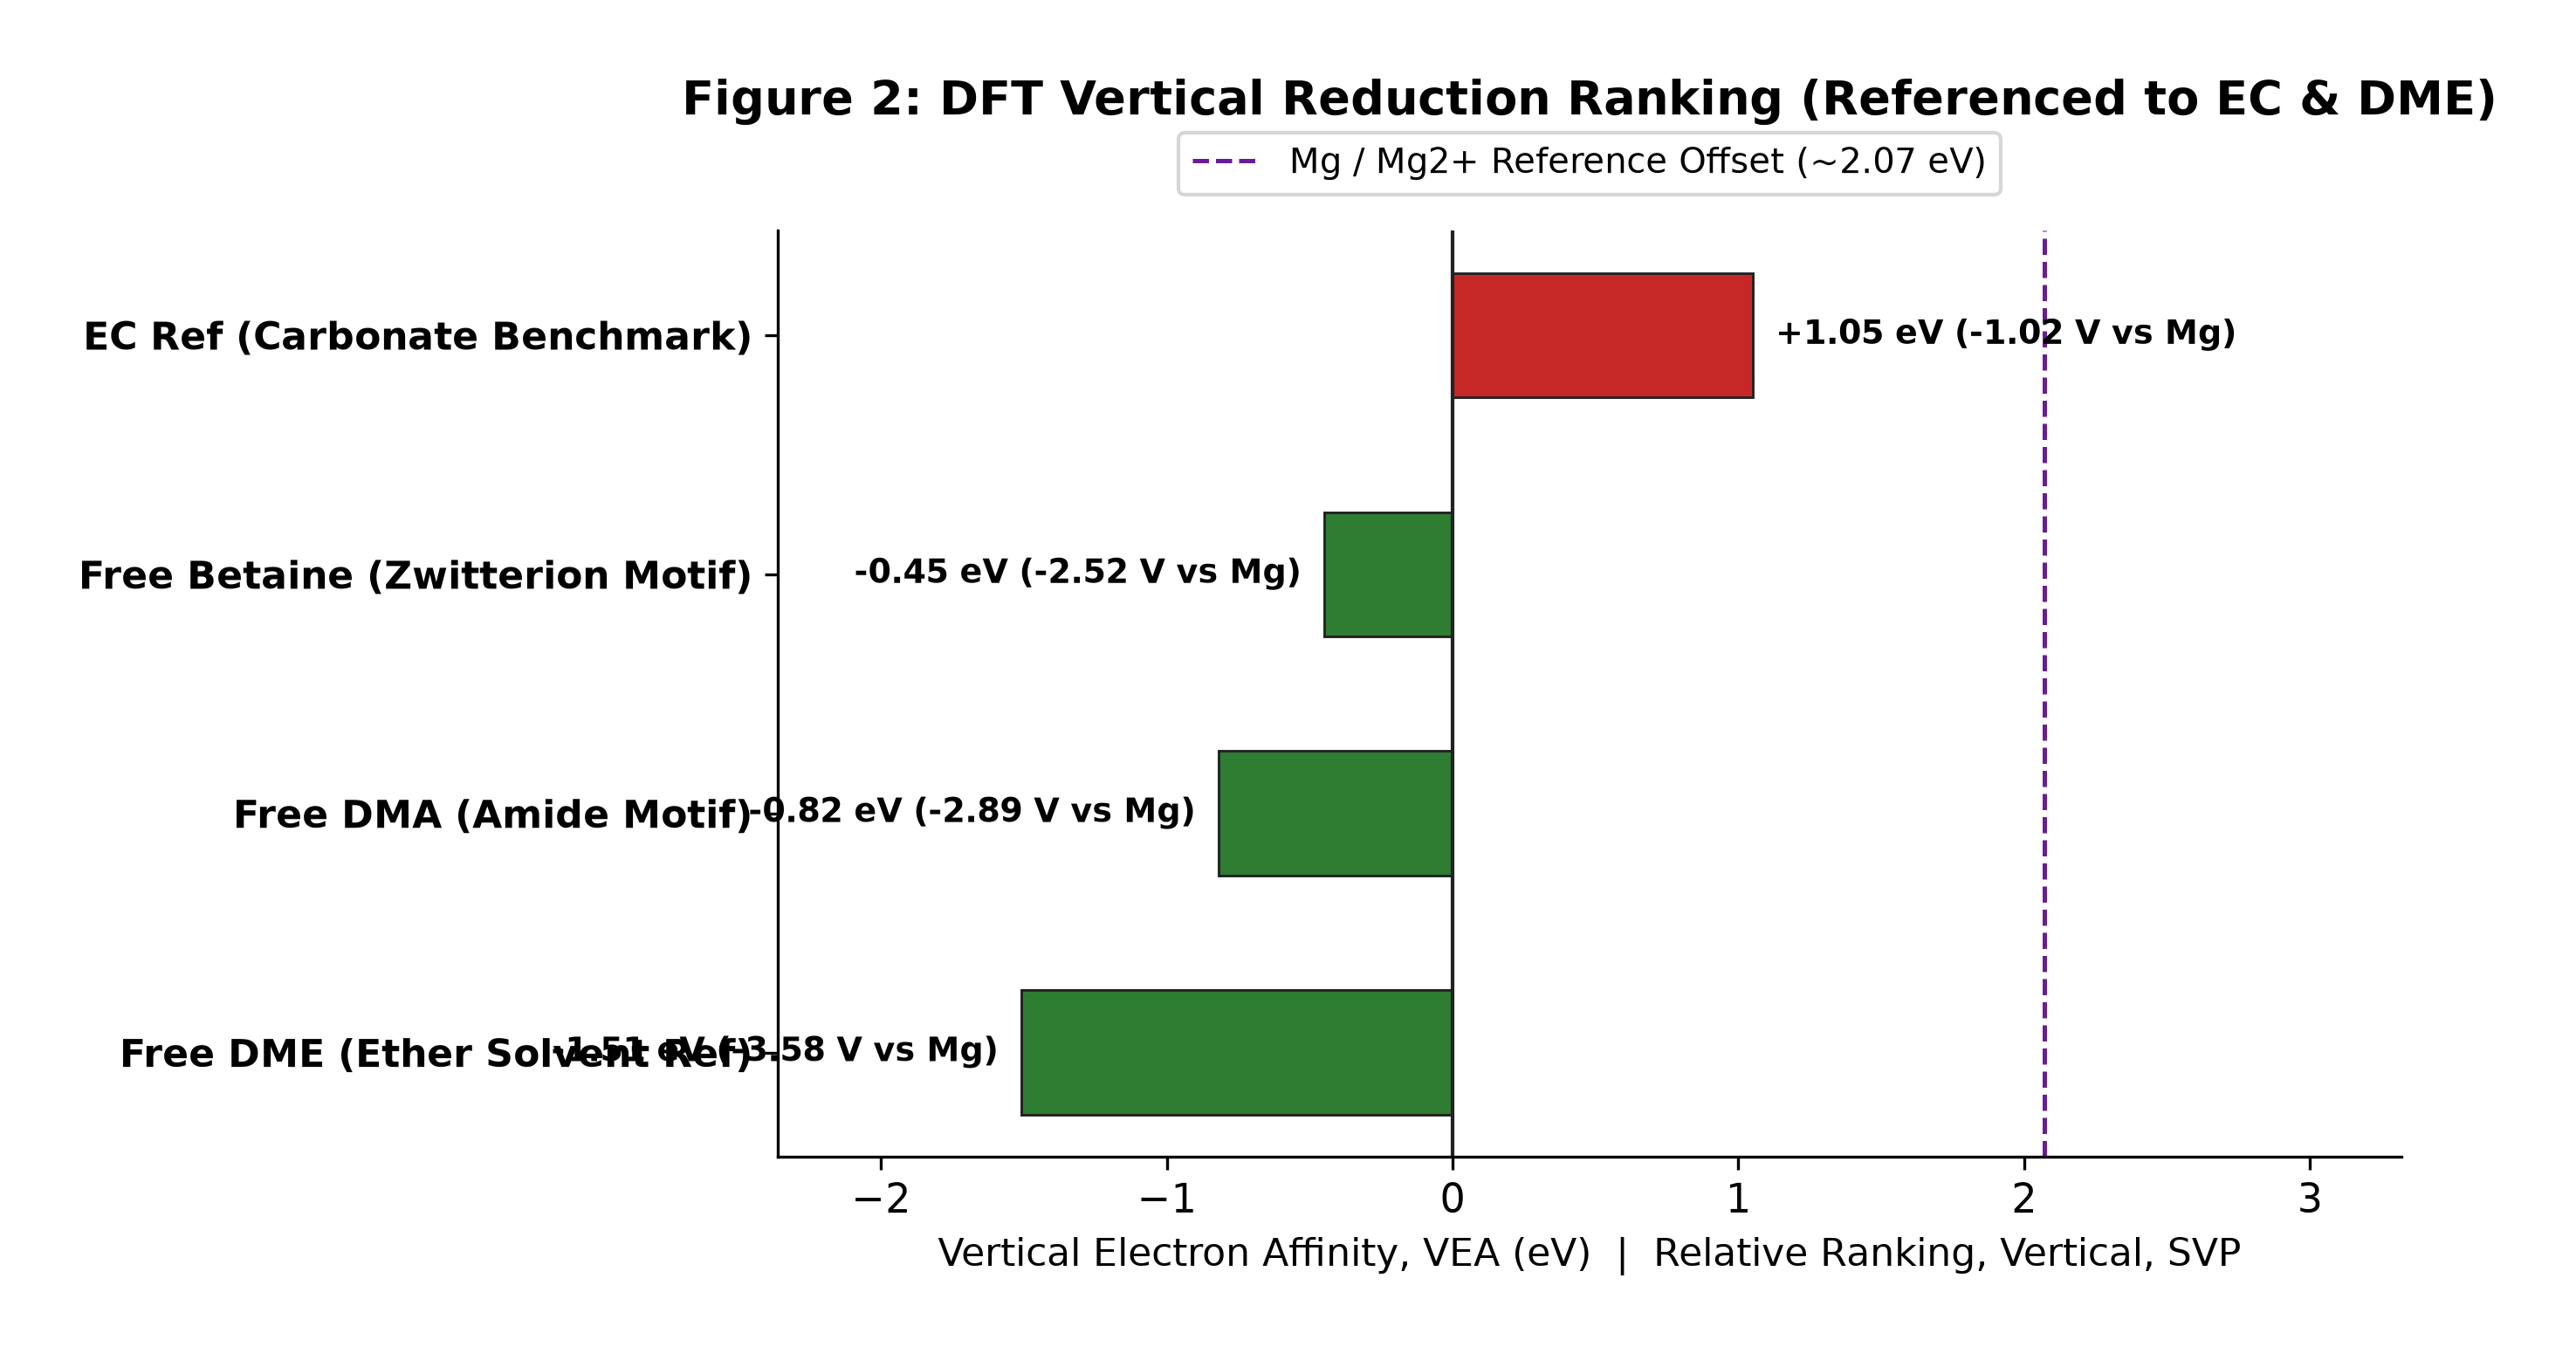 Figure 2: DFT Vertical Reduction Ranking (Referenced to EC & DME)
Mg / Mg2+ Reference Offset (~2.07 eV)
EC Ref (Carbonate Benchmark)
+1.05 eV (-1.02 V vs Mg)
Free Betaine (Zwitterion Motif)
-0.45 eV (-2.52 V vs Mg)
Free DMA (Amide Motif)
-0.82 eV (-2.89 V vs Mg)
Free DME (Ether Solvent Ref)
-1.51 eV (-3.58 V vs Mg)
−2 −1 0 1 2 3
Vertical Electron Affinity, VEA (eV) | Relative Ranking, Vertical, SVP